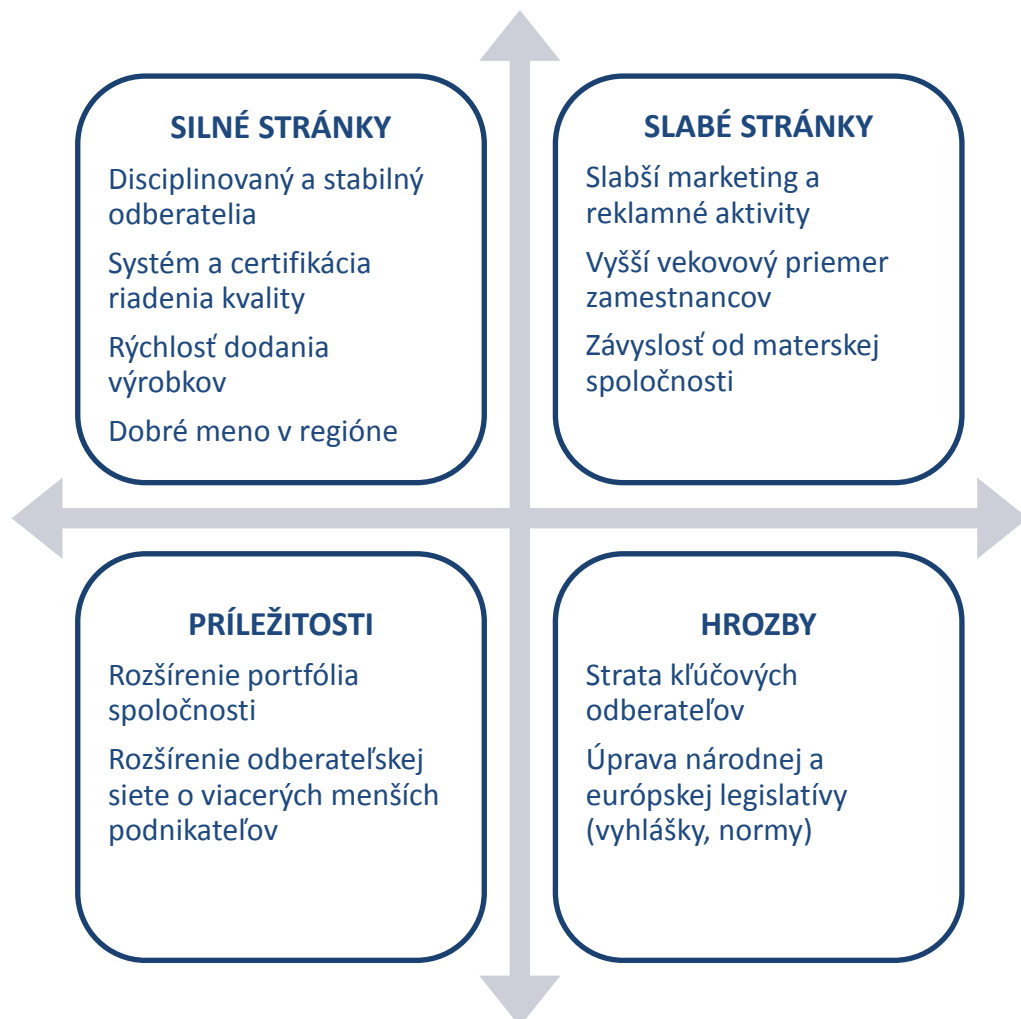 SILNÉ STRÁNKY
Disciplinovaný a stabilný
odberatelia
Systém a certifikácia
riadenia kvality
Rýchlosť dodania
výrobkov
Dobré meno v regióne
SLABÉ STRÁNKY
Slabší marketing a
reklamné aktivity
Vyšší vekovový priemer
zamestnancov
Závyslosť od materskej
spoločnosti
PRÍLEŽITOSTI
Rozšírenie portfólia
spoločnosti
Rozšírenie odberateľskej
siete o viacerých menších
podnikateľov
HROZBY
Strata kľúčových
odberateľov
Úprava národnej a
európskej legislatívy
(vyhlášky, normy)